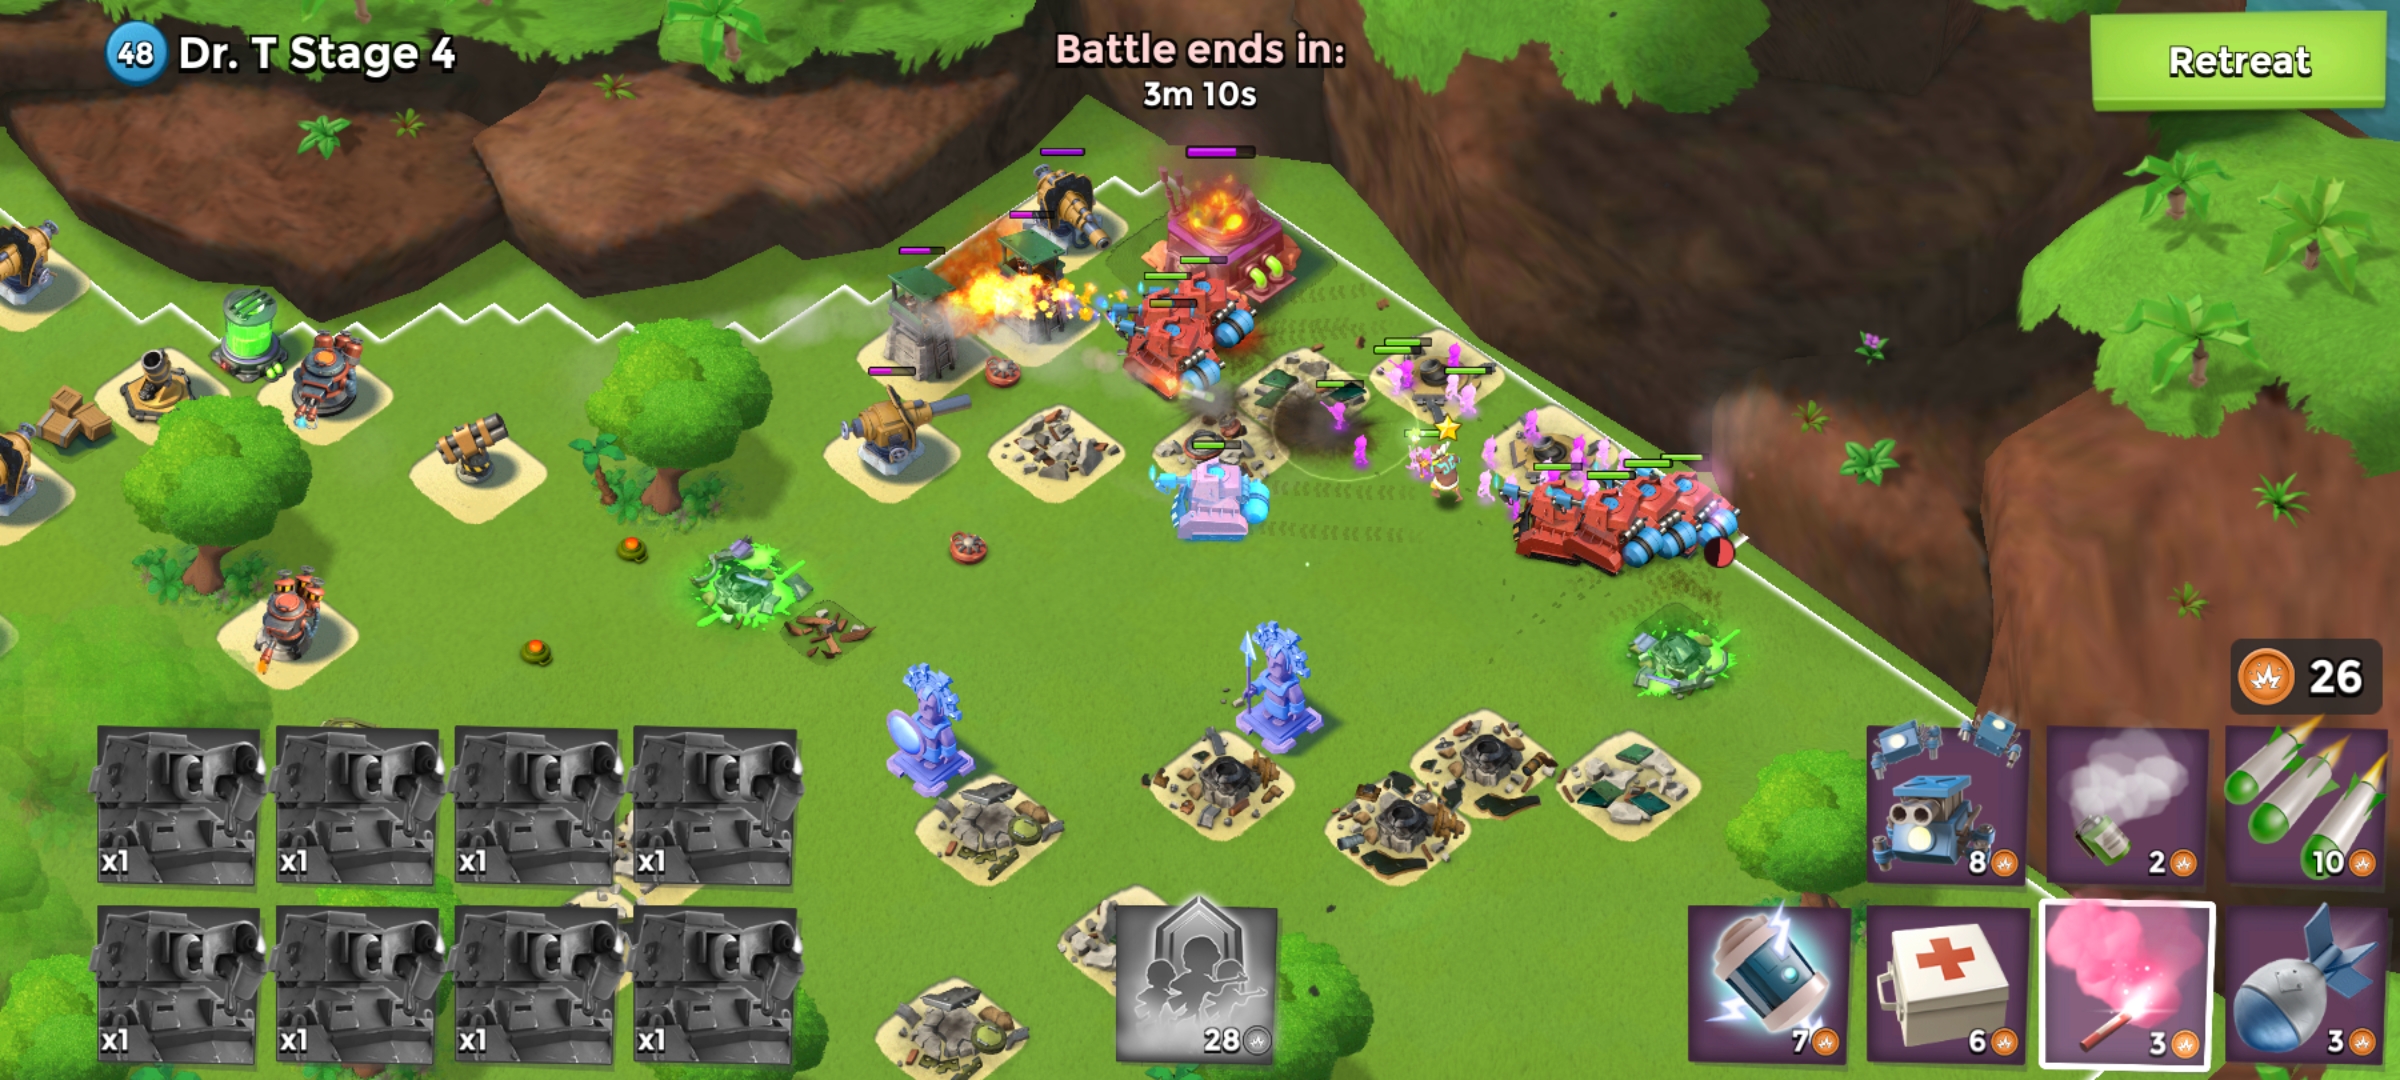 48 Dr. T Stage 4
Battle ends in:
3m 10s
Retreat
26
x1 x1 x1 x1
8 2 10
x1 x1 x1 x1
28
7 6 3 3